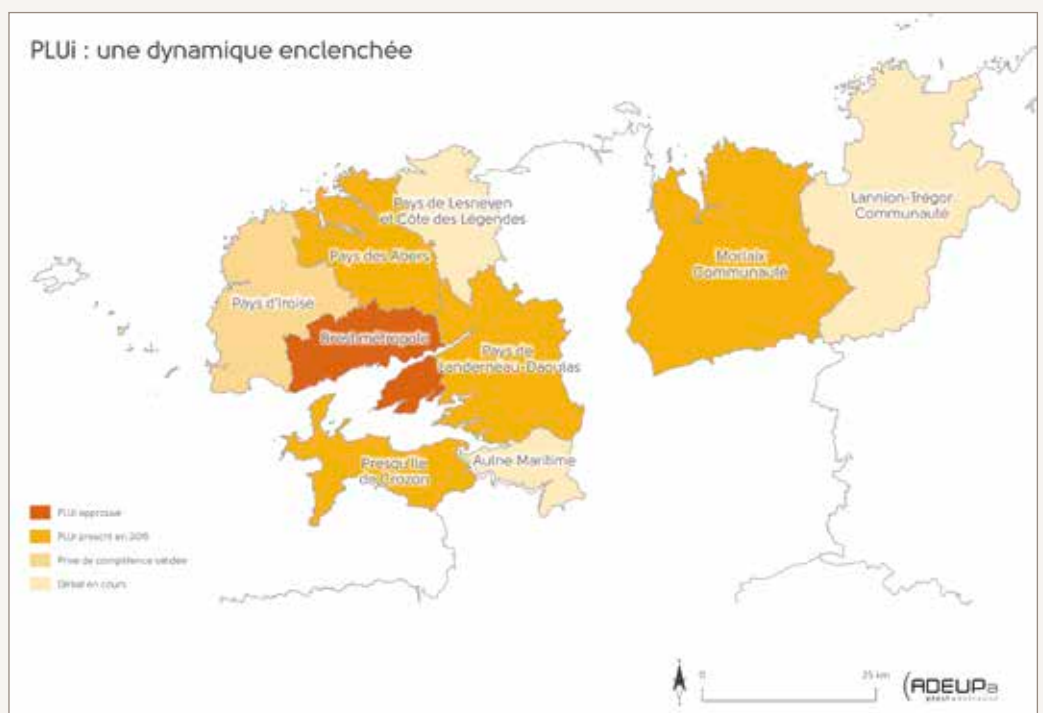 PLUi : une dynamique enclenchée
Lannion-Trégor
Communauté
Pays de Lesneven
et Côte des Légendes
Morlaix
Communauté
Pays des Abers
Pays d'Iroise
Brest métropole
Pays de
Landerneau-Daoulas
Presqu'île
de Crozon
Aulne Maritime
PLUi approuvé
PLUi prescrit en 2015
Prise de compétence validée
Débat en cours
0 25 km
ADEUPa